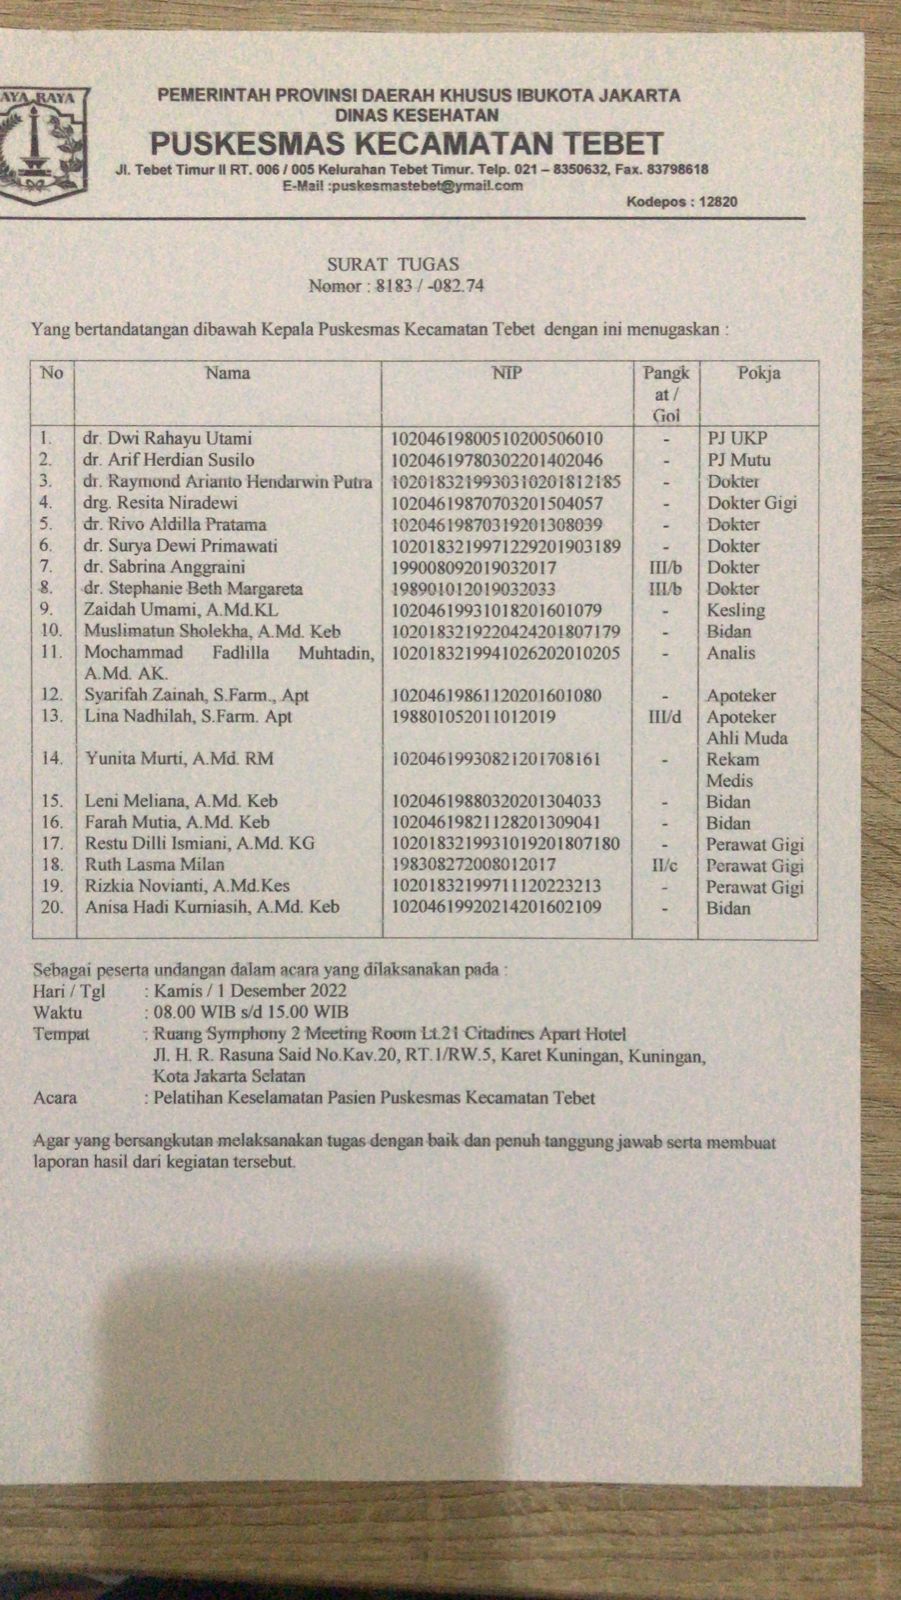 AYA RAYA
PEMERINTAH PROVINSI DAERAH KHUSUS IBUKOTA JAKARTA
DINAS KESEHATAN
PUSKESMAS KECAMATAN TEBET
Jl. Tebet Timur II RT. 006 / 005 Kelurahan Tebet Timur. Telp. 021 – 8350632, Fax. 83798618
E-Mail :puskesmastebet@ymail.com
Kodepos : 12820
SURAT TUGAS
Nomor : 8183 / -082.74
Yang bertandatangan dibawah Kepala Puskesmas Kecamatan Tebet dengan ini menugaskan :
No Nama NIP Pangk
at /
Gol Pokja
1. dr. Dwi Rahayu Utami 10204619800510200506010 - PJ UKP
2. dr. Arif Herdian Susilo 10204619780302201402046 - PJ Mutu
3. dr. Raymond Arianto Hendarwin Putra 1020183219930310201812185 - Dokter
4. drg. Resita Niradewi 10204619870703201504057 - Dokter Gigi
5. dr. Rivo Aldilla Pratama 10204619870319201308039 - Dokter
6. dr. Surya Dewi Primawati 1020183219971229201903189 - Dokter
7. dr. Sabrina Anggraini 199008092019032017 III/b Dokter
8. dr. Stephanie Beth Margareta 198901012019032033 III/b Dokter
9. Zaidah Umami, A.Md.KL 10204619931018201601079 - Kesling
10. Muslimatun Sholekha, A.Md. Keb 1020183219220424201807179 - Bidan
11. Mochammad Fadlilla Muhtadin, 1020183219941026202010205 - Analis
A.Md. AK.
12. Syarifah Zainah, S.Farm., Apt 10204619861120201601080 - Apoteker
13. Lina Nadhilah, S.Farm. Apt 198801052011012019 III/d Apoteker
Ahli Muda
14. Yunita Murti, A.Md. RM 10204619930821201708161 - Rekam
Medis
15. Leni Meliana, A.Md. Keb 10204619880320201304033 - Bidan
16. Farah Mutia, A.Md. Keb 10204619821128201309041 - Bidan
17. Restu Dilli Ismiani, A.Md. KG 10201832199310192018​07180 - Perawat Gigi
18. Ruth Lasma Milan 198308272008012017 II/c Perawat Gigi
19. Rizkia Novianti, A.Md.Kes 102018321997111202​23213 - Perawat Gigi
20. Anisa Hadi Kurniasih, A.Md. Keb 10204619920214201602109 - Bidan
Sebagai peserta undangan dalam acara yang dilaksanakan pada :
Hari / Tgl : Kamis / 1 Desember 2022
Waktu : 08.00 WIB s/d 15.00 WIB
Tempat : Ruang Symphony 2 Meeting Room Lt.21 Citadines Apart Hotel
Jl. H. R. Rasuna Said No.Kav.20, RT.1/RW.5, Karet Kuningan, Kuningan,
Kota Jakarta Selatan
Acara : Pelatihan Keselamatan Pasien Puskesmas Kecamatan Tebet
Agar yang bersangkutan melaksanakan tugas dengan baik dan penuh tanggung jawab serta membuat
laporan hasil dari kegiatan tersebut.